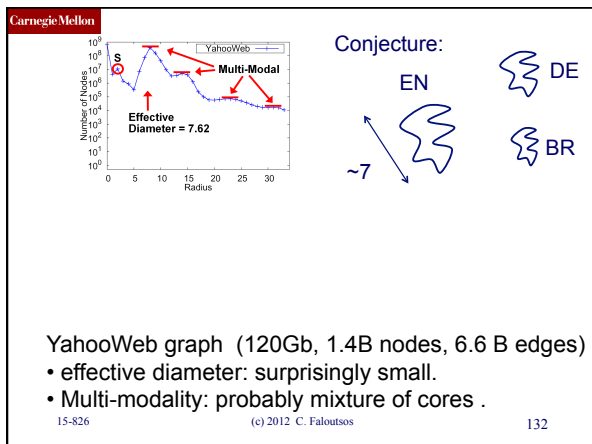 Carnegie Mellon
Conjecture:
YahooWeb
S
Multi-Modal
Effective
Diameter = 7.62
Number of Nodes
10^9
10^8
10^7
10^6
10^5
10^4
10^3
10^2
10^1
10^0
0 5 10 15 20 25 30
Radius
EN
DE
BR
~7
YahooWeb graph (120Gb, 1.4B nodes, 6.6 B edges)
• effective diameter: surprisingly small.
• Multi-modality: probably mixture of cores .
15-826 (c) 2012 C. Faloutsos 132